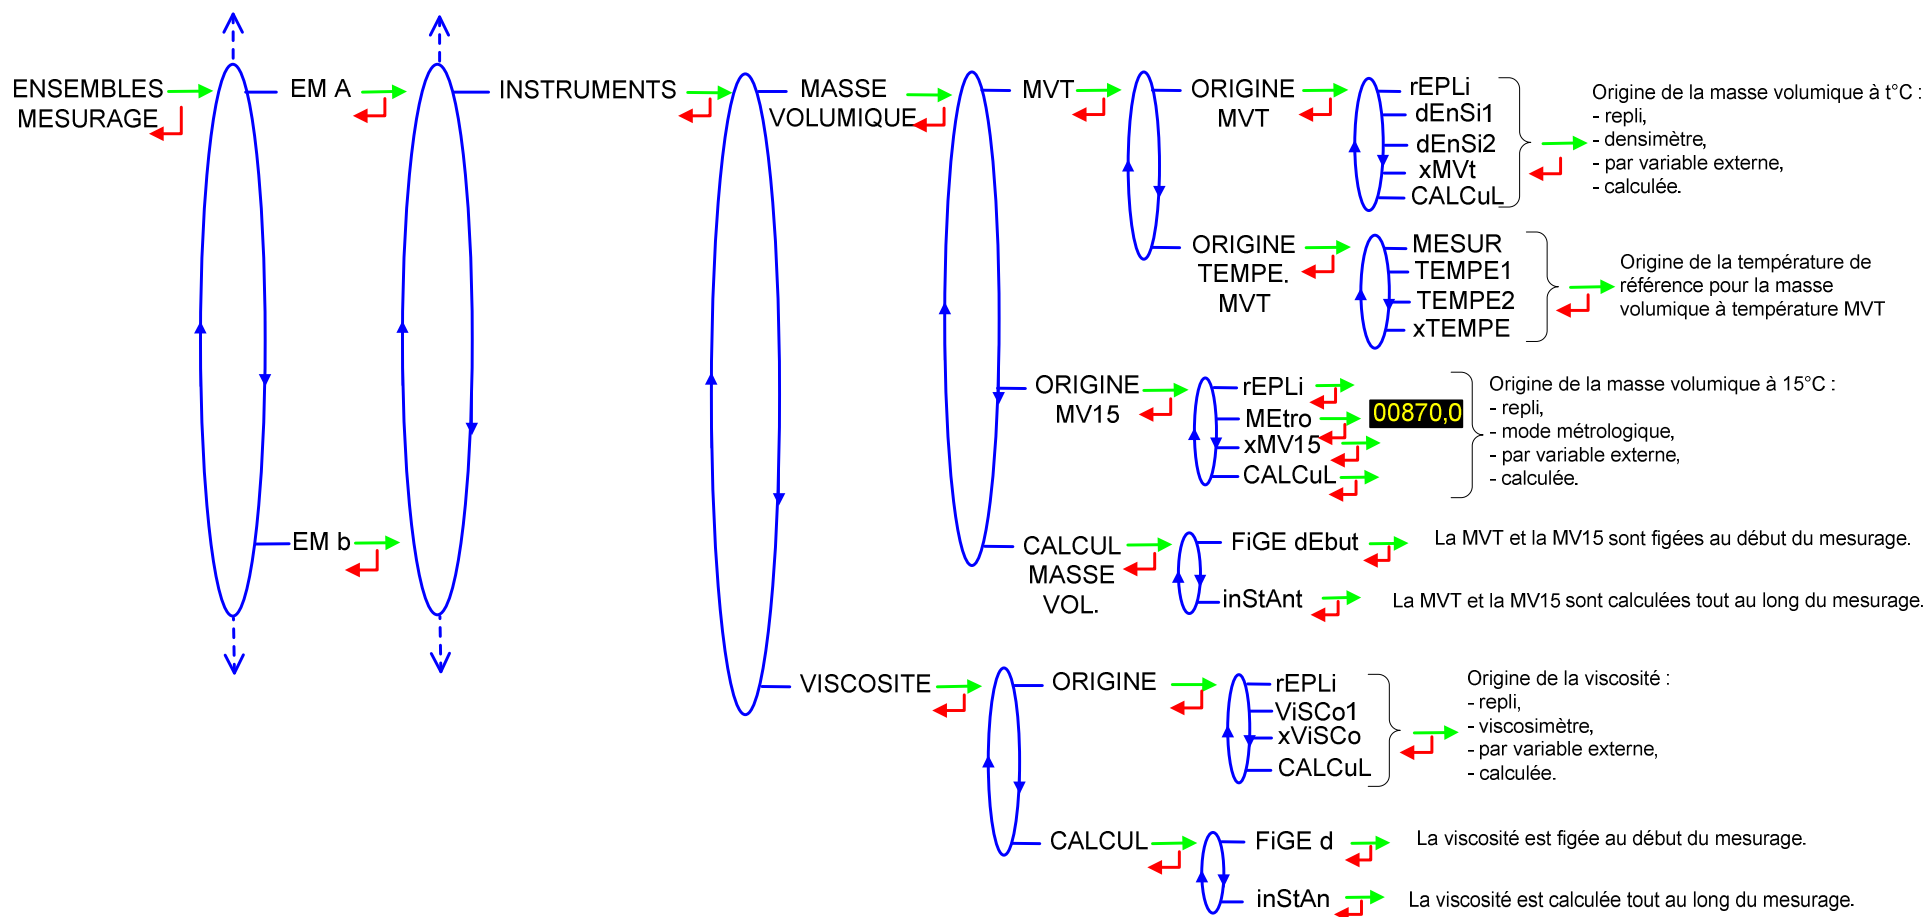 ENSEMBLES
MESURAGE
EM A
INSTRUMENTS
MASSE
VOLUMIQUE
MVT
ORIGINE
MVT
rEPLi
dEnSi1
dEnSi2
xMVt
CALCuL
Origine de la masse volumique à t°C :
- repli,
- densimètre,
- par variable externe,
- calculée.
ORIGINE
TEMPE.
MVT
MESUR
TEMPE1
TEMPE2
xTEMPE
Origine de la température de
référence pour la masse
volumique à température MVT
ORIGINE
MV15
rEPLi
MEtro
00870,0
xMV15
CALCuL
Origine de la masse volumique à 15°C :
- repli,
- mode métrologique,
- par variable externe,
- calculée.
EM b
CALCUL
MASSE
VOL.
FiGE dEbut
La MVT et la MV15 sont figées au début du mesurage.
inStAnt
La MVT et la MV15 sont calculées tout au long du mesurage.
VISCOSITE
ORIGINE
rEPLi
ViSCo1
xViSCo
CALCuL
Origine de la viscosité :
- repli,
- viscosimètre,
- par variable externe,
- calculée.
CALCUL
FiGE d
La viscosité est figée au début du mesurage.
inStAn
La viscosité est calculée tout au long du mesurage.